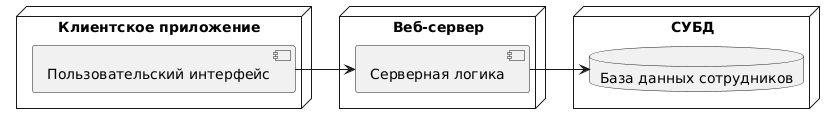 Клиентское приложение
Пользовательский интерфейс
Веб-сервер
Серверная логика
СУБД
База данных сотрудников